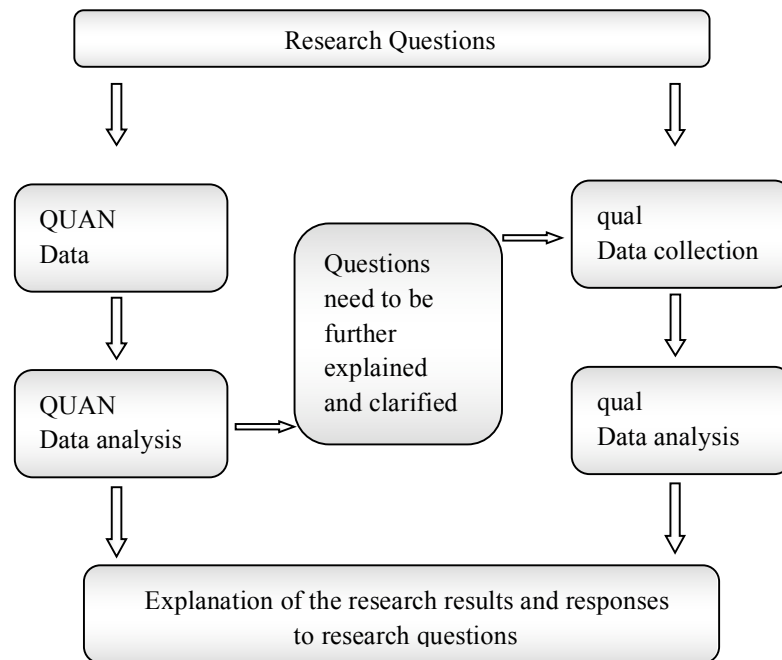 Research Questions
QUAN
Data
qual
Data collection
Questions
need to be
further
explained
and clarified
QUAN
Data analysis
qual
Data analysis
Explanation of the research results and responses
to research questions